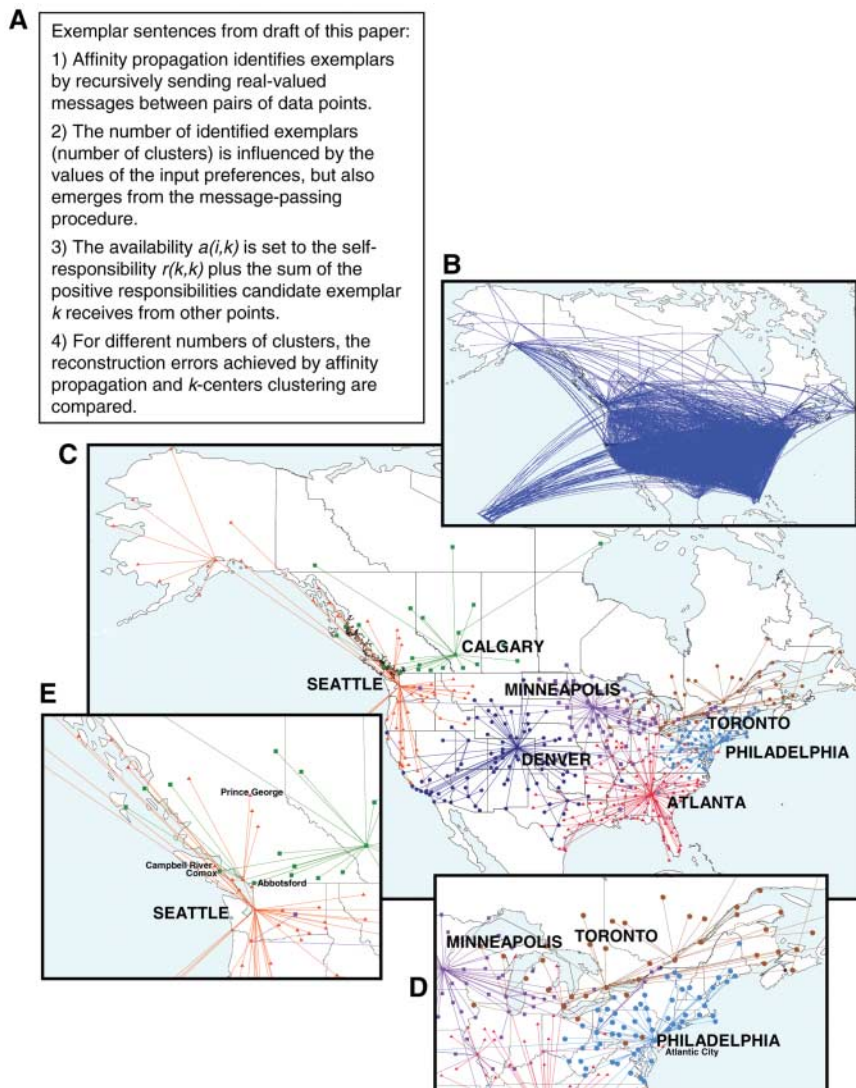 A
Exemplar sentences from draft of this paper:
1) Affinity propagation identifies exemplars
by recursively sending real-valued
messages between pairs of data points.
2) The number of identified exemplars
(number of clusters) is influenced by the
values of the input preferences, but also
emerges from the message-passing
procedure.
3) The availability a(i,k) is set to the self-
responsibility r(k,k) plus the sum of the
positive responsibilities candidate exemplar
k receives from other points.
4) For different numbers of clusters, the
reconstruction errors achieved by affinity
propagation and k-centers clustering are
compared.
B
C
CALGARY
SEATTLE
MINNEAPOLIS
TORONTO
PHILADELPHIA
DENVER
ATLANTA
E
Prince George
Campbell River
Comox
Abbotsford
SEATTLE
D
MINNEAPOLIS
TORONTO
PHILADELPHIA
Atlantic City